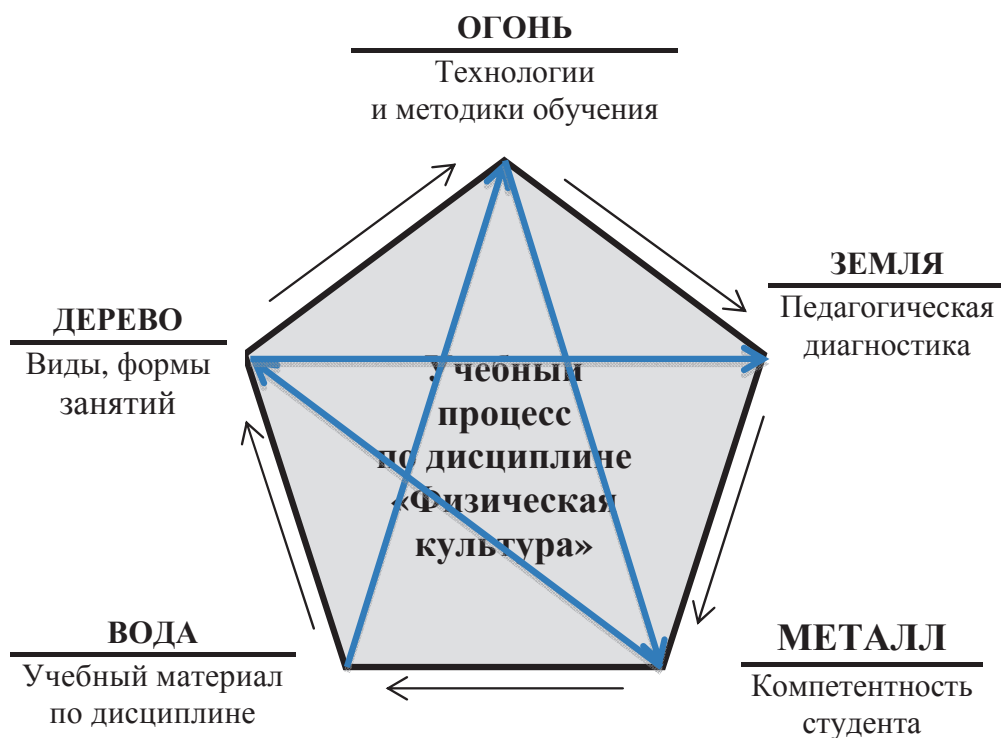 ОГОНЬ
Технологии
и методики обучения
ЗЕМЛЯ
Педагогическая
диагностика
ДЕРЕВО
Виды, формы
занятий
Учебный
процесс
по дисциплине
«Физическая
культура»
ВОДА
Учебный материал
по дисциплине
МЕТАЛЛ
Компетентность
студента